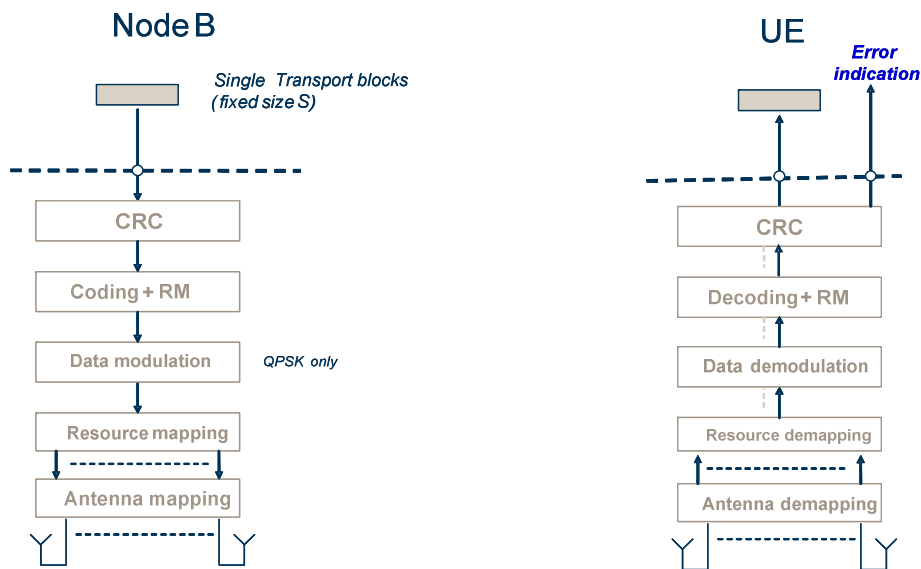 Node B
Single Transport blocks
(fixed size S)
CRC
Coding + RM
Data modulation
QPSK only
Resource mapping
Antenna mapping
UE
Error
indication
CRC
Decoding + RM
Data demodulation
Resource demapping
Antenna demapping